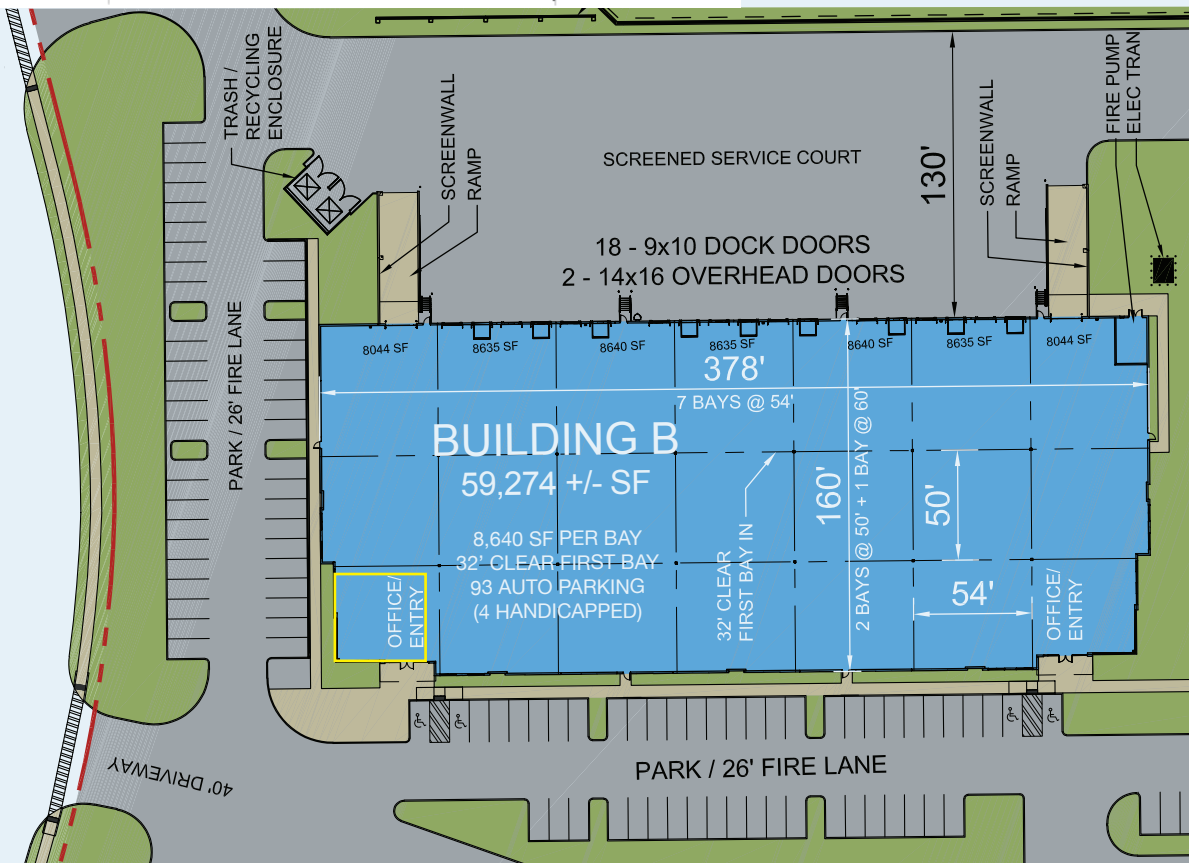 TRASH /
RECYCLING
ENCLOSURE
SCREENWALL
RAMP
SCREENED SERVICE COURT
130'
SCREENWALL
RAMP
FIRE PUMP
ELEC TRAN
18 - 9x10 DOCK DOORS
2 - 14x16 OVERHEAD DOORS
PARK / 26' FIRE LANE
8044 SF
8635 SF
8640 SF
8635 SF
8640 SF
8635 SF
8044 SF
378'
7 BAYS @ 54'
BUILDING B
59,274 +/- SF
8,640 SF PER BAY
32' CLEAR FIRST BAY
93 AUTO PARKING
(4 HANDICAPPED)
32' CLEAR
FIRST BAY IN
160'
2 BAYS @ 50' + 1 BAY @ 60'
50'
54'
OFFICE/
ENTRY
OFFICE/
ENTRY
40' DRIVEWAY
PARK / 26' FIRE LANE